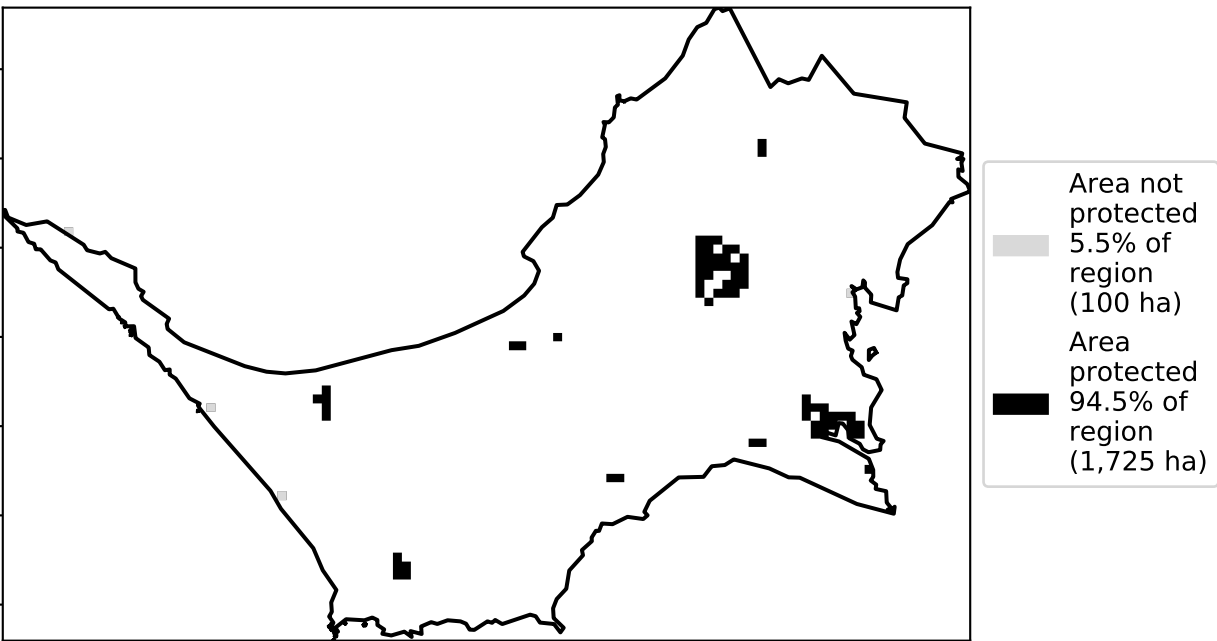 Area not
protected
5.5% of
region
(100 ha)
Area
protected
94.5% of
region
(1,725 ha)